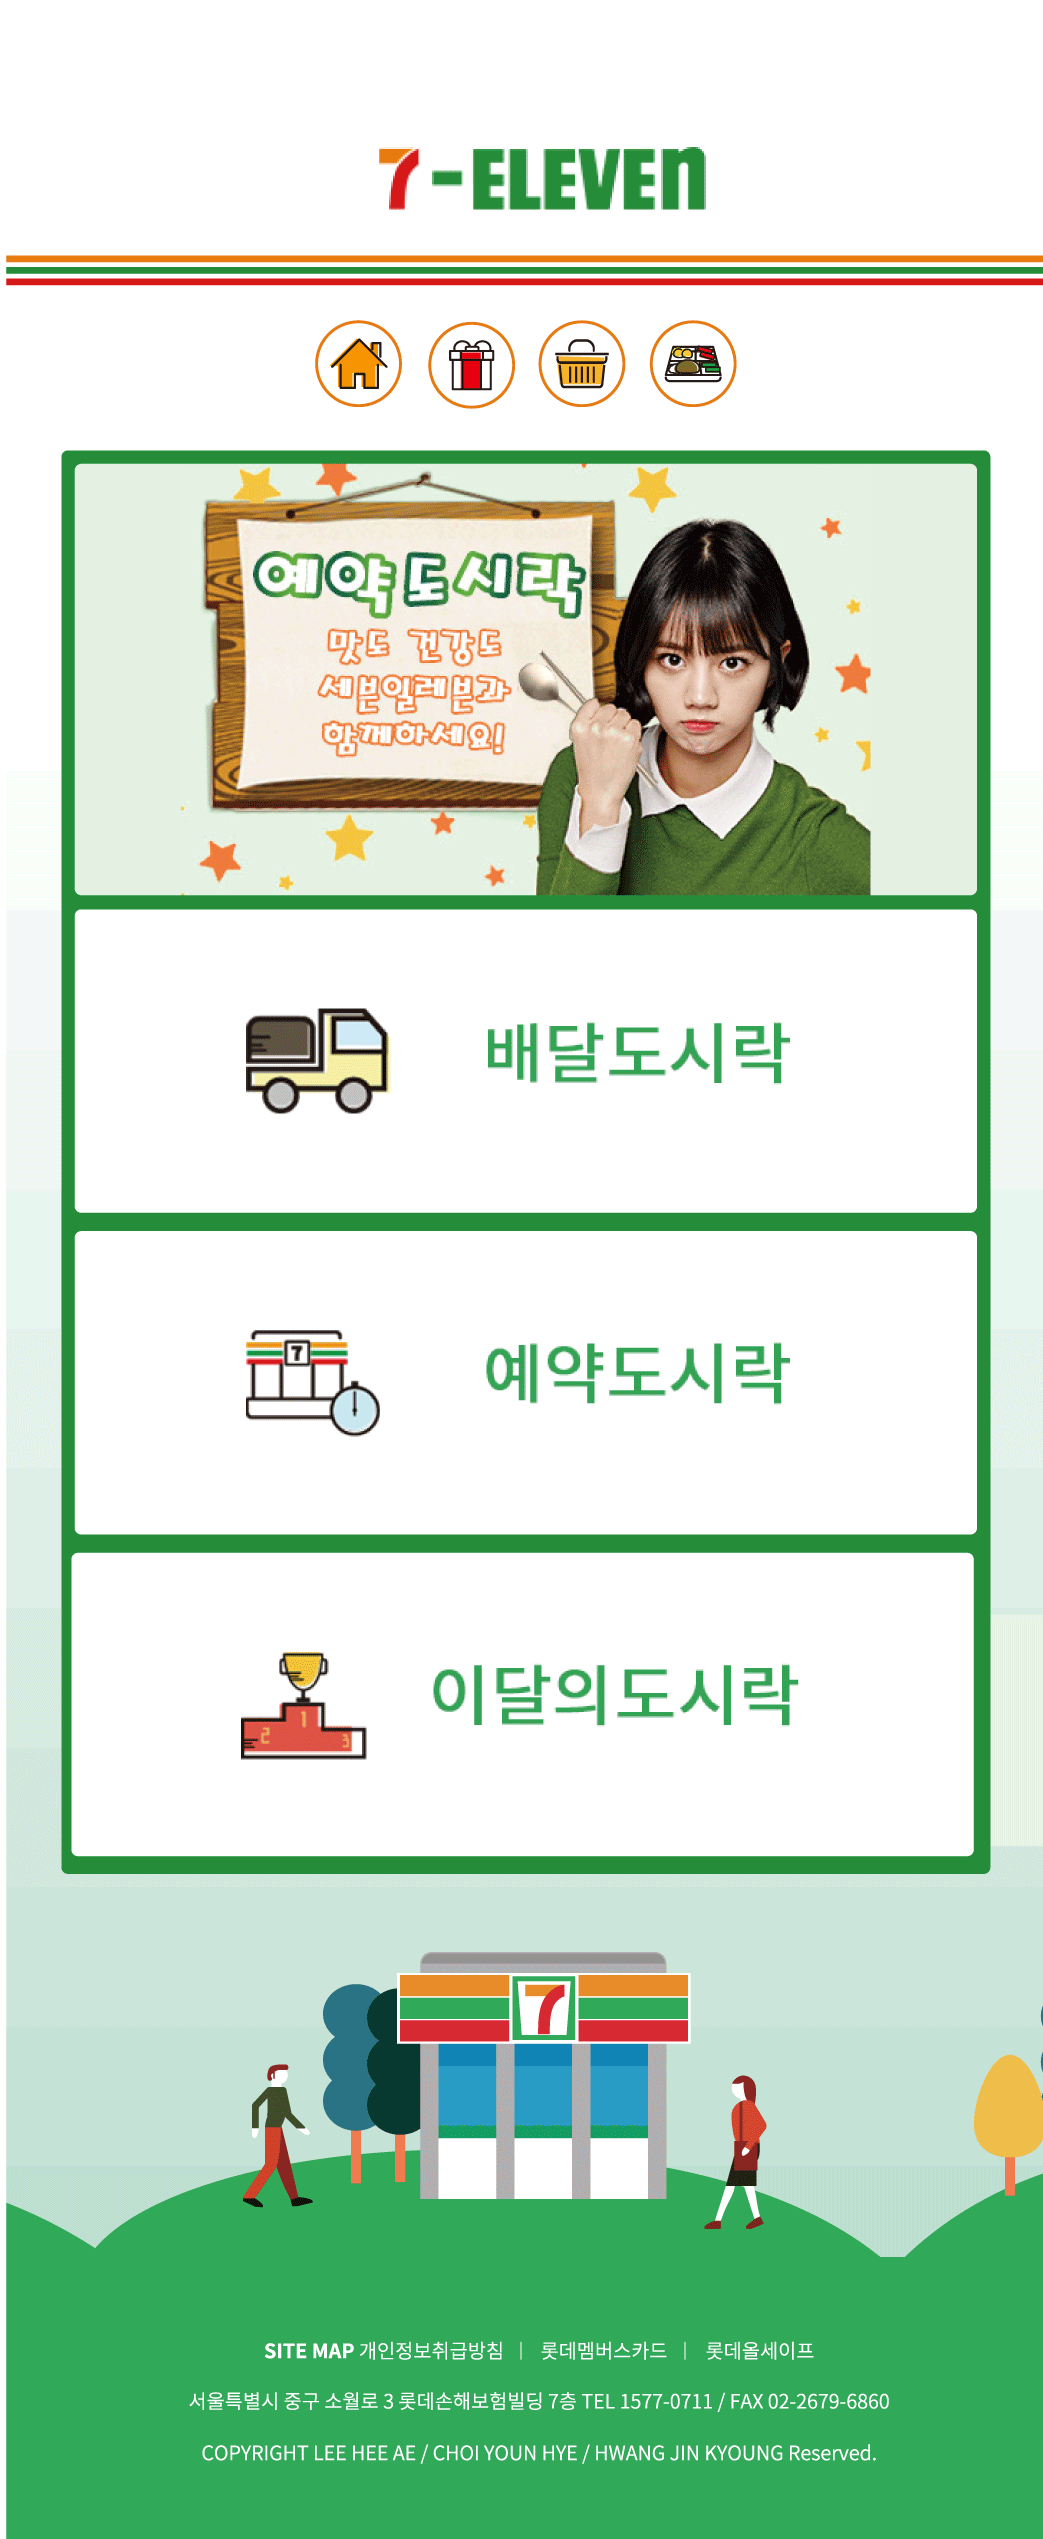 7-ELEVEN
예약도시락
맛도 건강도
세븐일레븐과
함께하세요!
배달도시락
7
예약도시락
1
2
3
이달의도시락
7
SITE MAP 개인정보취급방침 | 롯데멤버스카드 | 롯데올세이프
서울특별시 중구 소월로 3 롯데손해보험빌딩 7층 TEL 1577-0711 / FAX 02-2679-6860
COPYRIGHT LEE HEE AE / CHOI YOUN HYE / HWANG JIN KYOUNG Reserved.